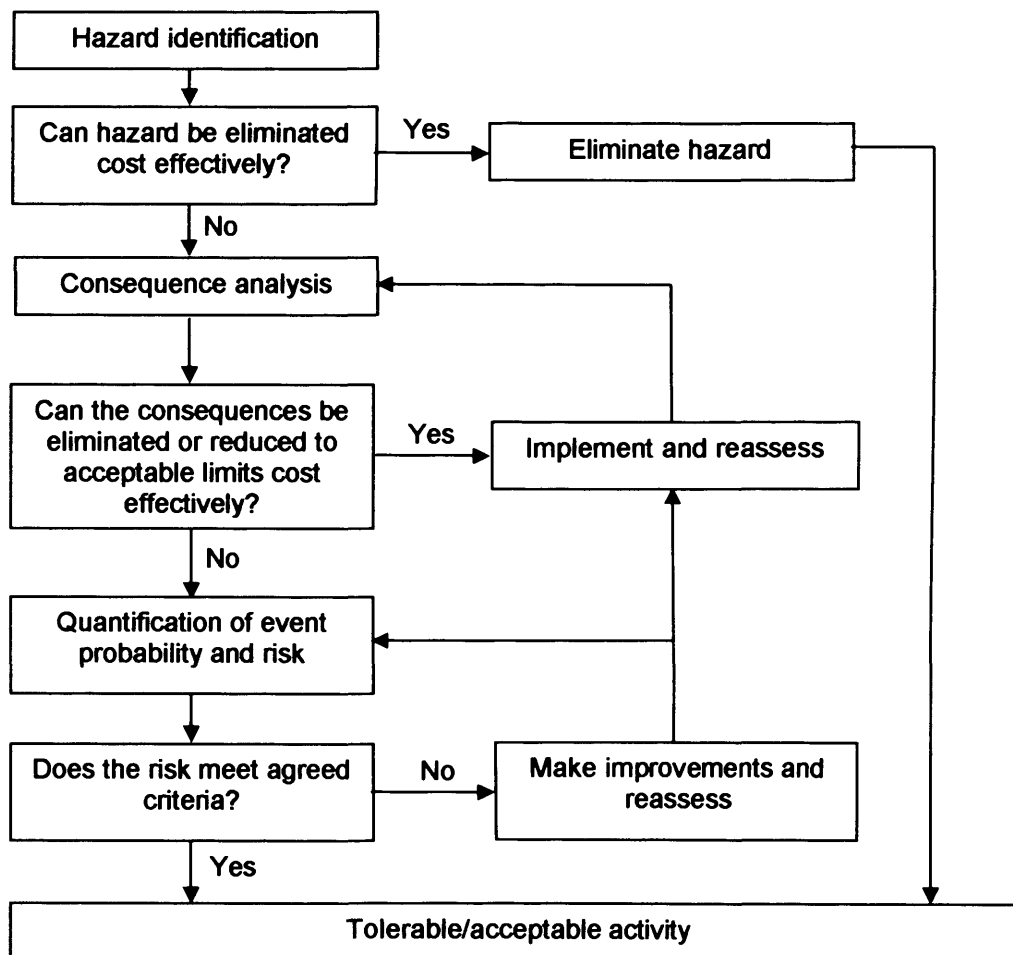 Hazard identification
Can hazard be eliminated
cost effectively?
Yes
Eliminate hazard
No
Consequence analysis
Can the consequences be
eliminated or reduced to
acceptable limits cost
effectively?
Yes
Implement and reassess
No
Quantification of event
probability and risk
Does the risk meet agreed
criteria?
No
Make improvements and
reassess
Yes
Tolerable/acceptable activity